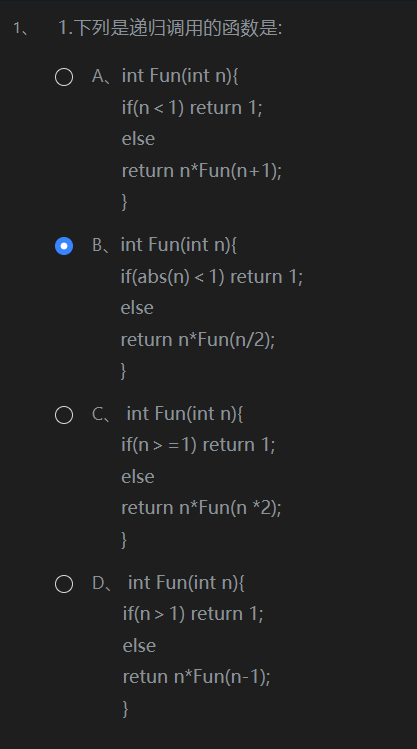 1、 1.下列是递归调用的函数是:
A、int Fun(int n){
if(n<1) return 1;
else
return n*Fun(n+1);
}
B、int Fun(int n){
if(abs(n)<1) return 1;
else
return n*Fun(n/2);
}
C、 int Fun(int n){
if(n>=1) return 1;
else
return n*Fun(n *2);
}
D、 int Fun(int n){
if(n>1) return 1;
else
retun n*Fun(n-1);
}